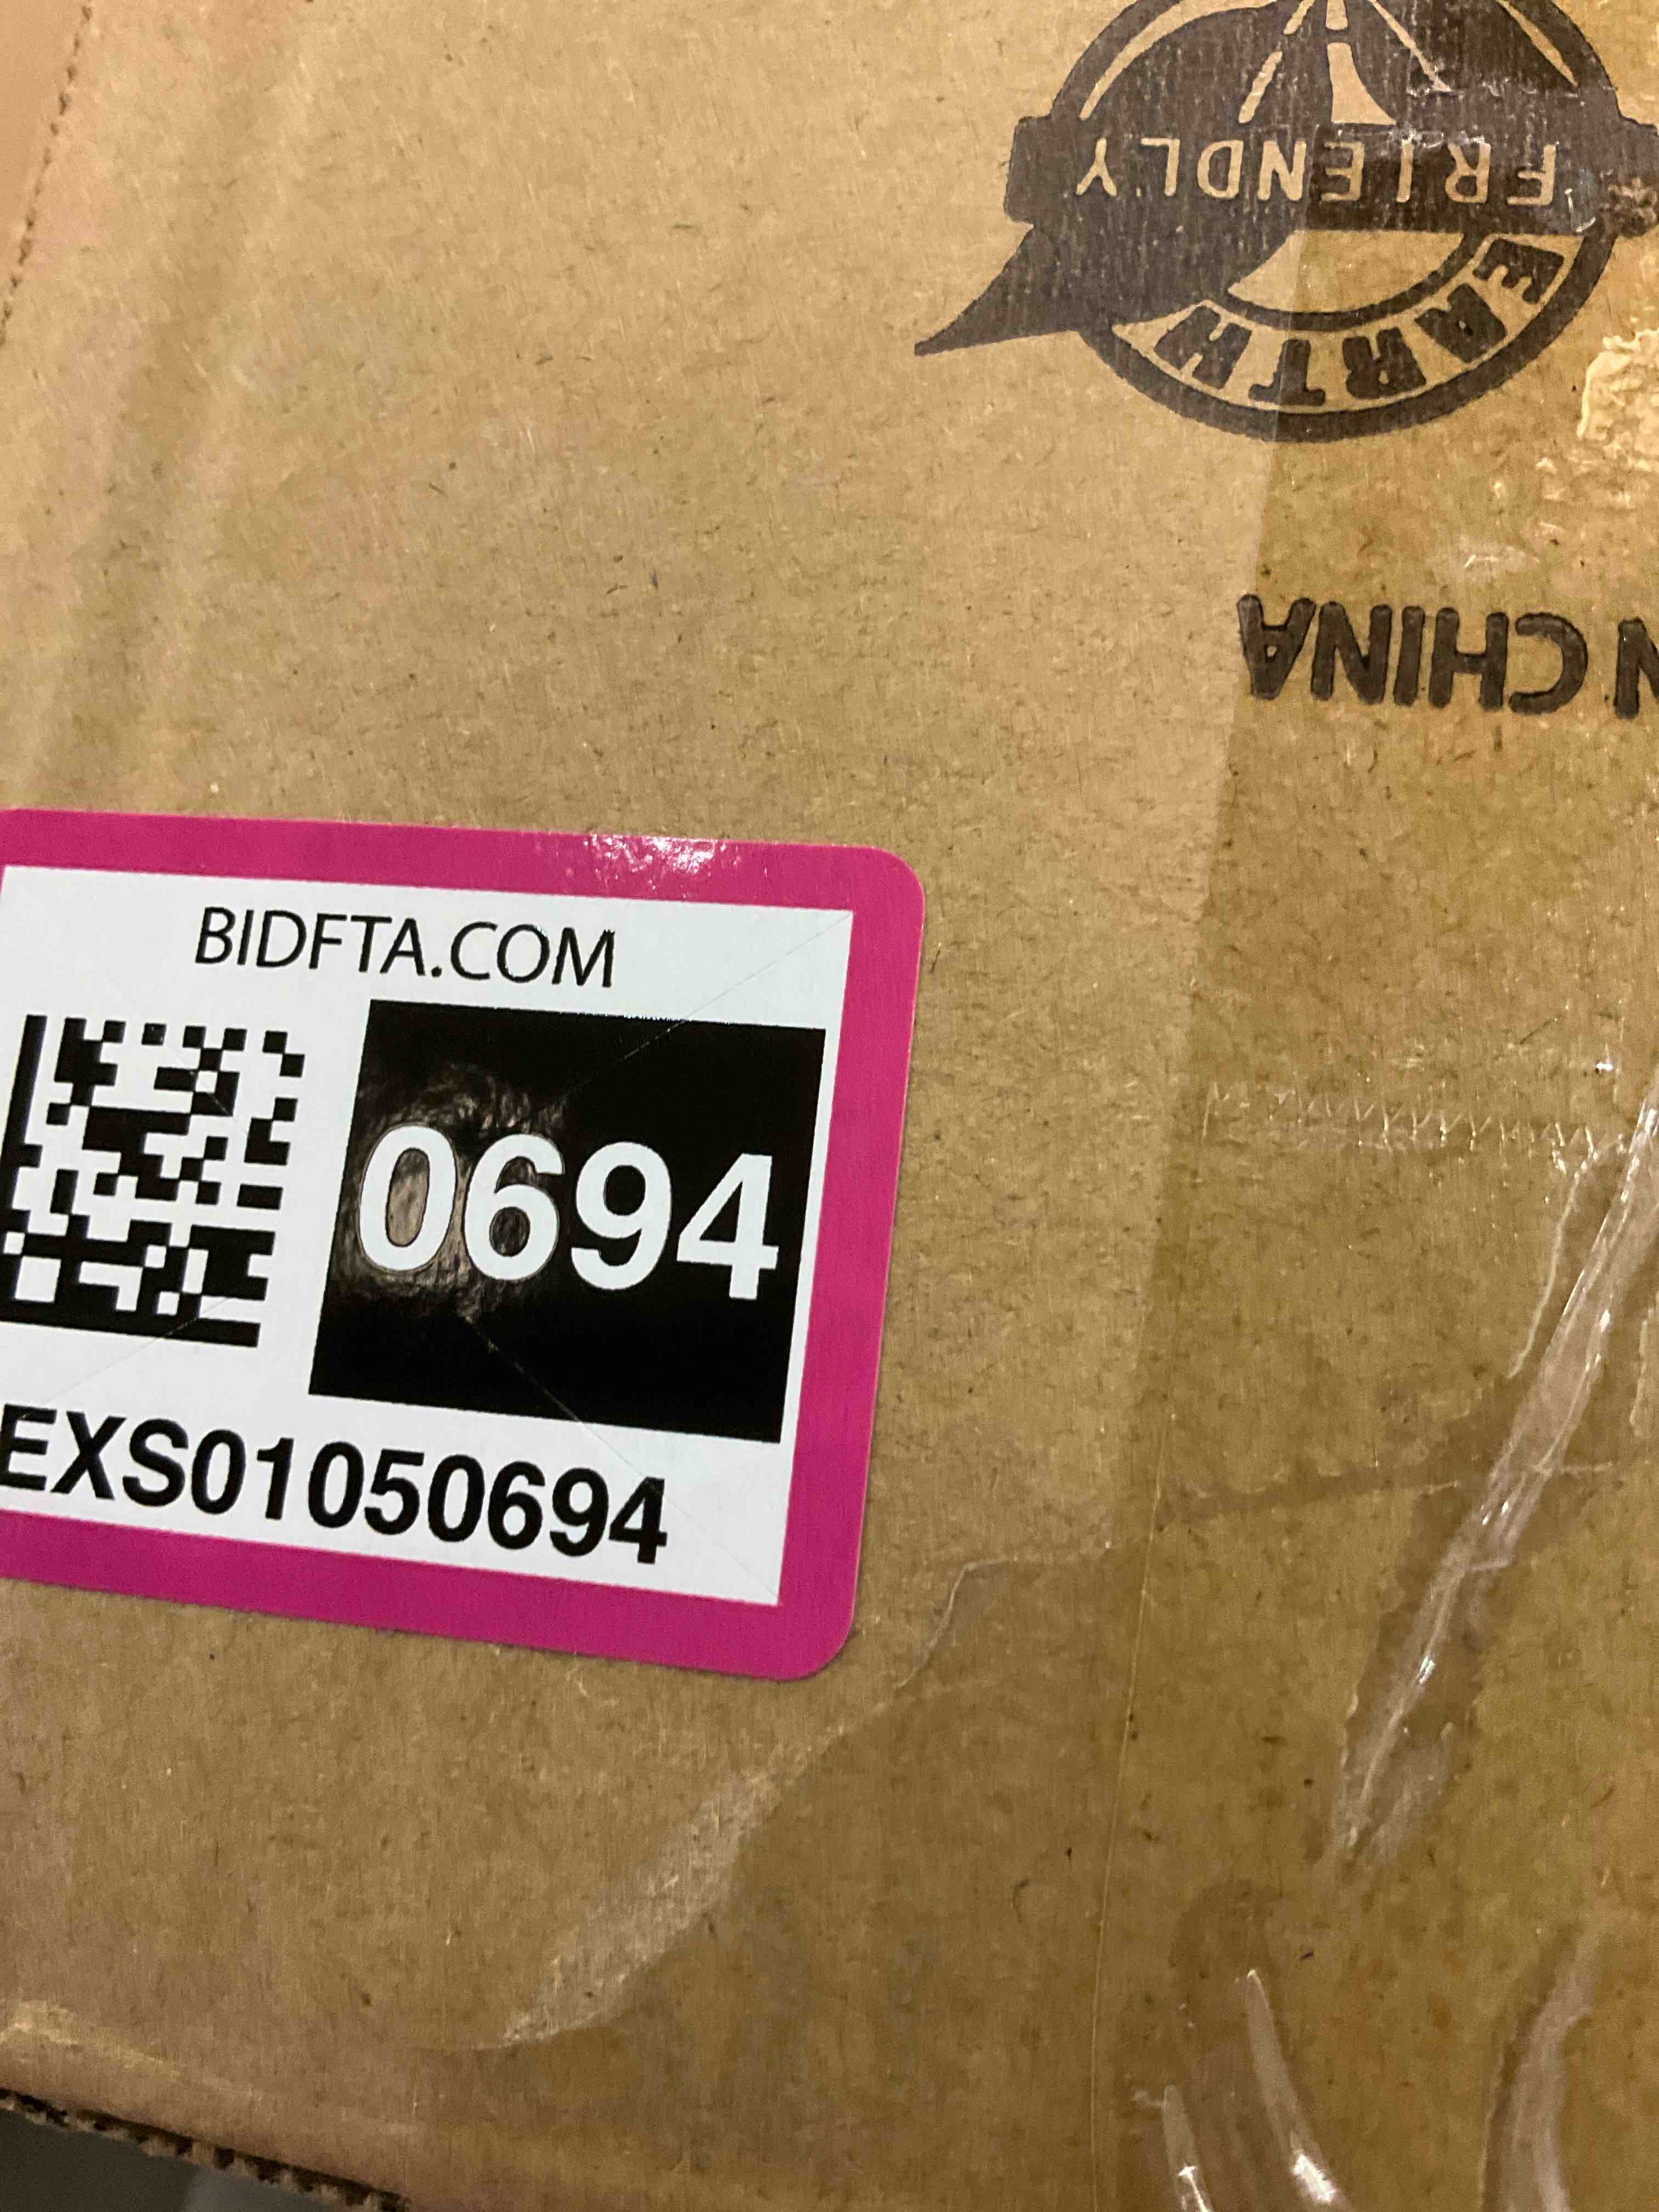 FRIENDLY
EARTH
N CHINA
BIDFTA.COM
0694
EXS01050694